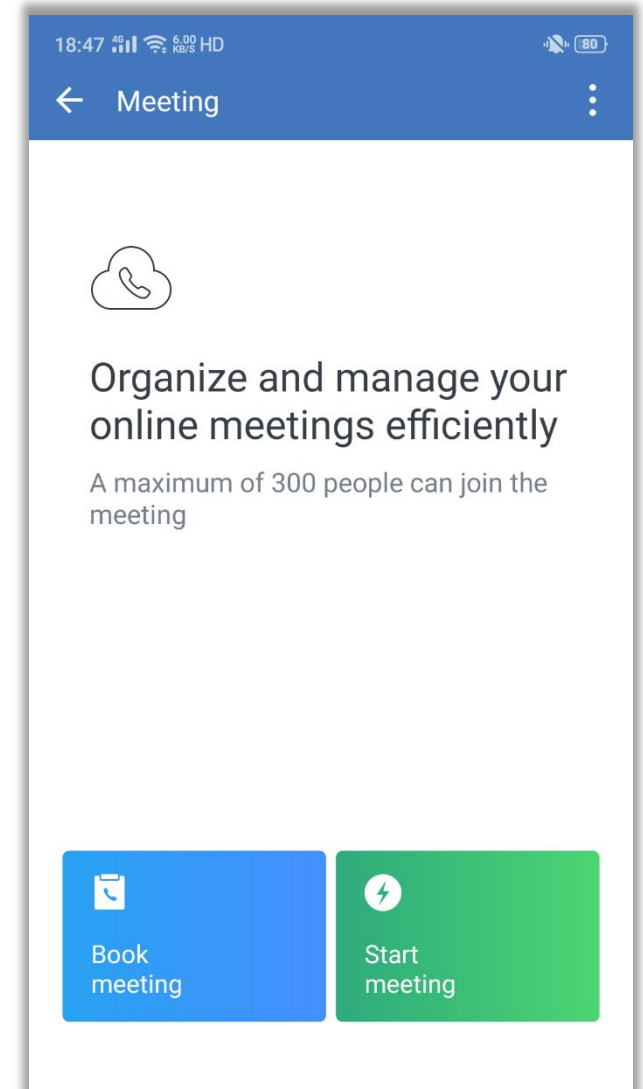 18:47 4G 6.00 KB/S HD 80
Meeting
Organize and manage your
online meetings efficiently
A maximum of 300 people can join the
meeting
Book
meeting
Start
meeting